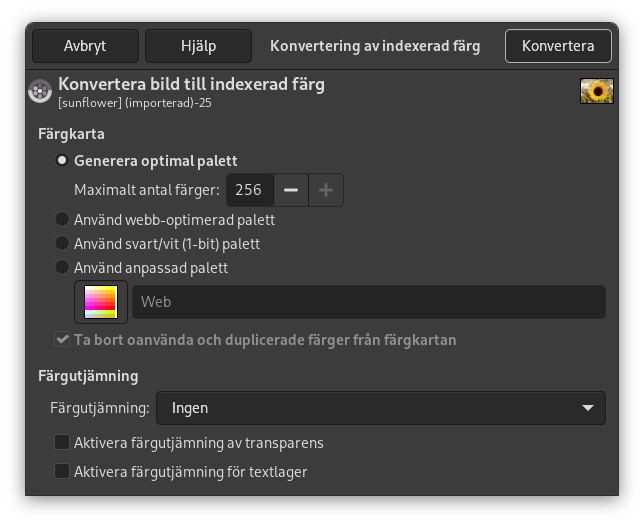 Avbryt Hjälp Konvertering av indexerad färg Konvertera
Konvertera bild till indexerad färg
[sunflower] (importerad)-25
Färgkarta
Generera optimal palett
Maximalt antal färger: 256
Använd webb-optimerad palett
Använd svart/vit (1-bit) palett
Använd anpassad palett
Web
Ta bort oanvända och duplicerade färger från färgkartan
Färgutjämning
Färgutjämning: Ingen
Aktivera färgutjämning av transparens
Aktivera färgutjämning för textlager